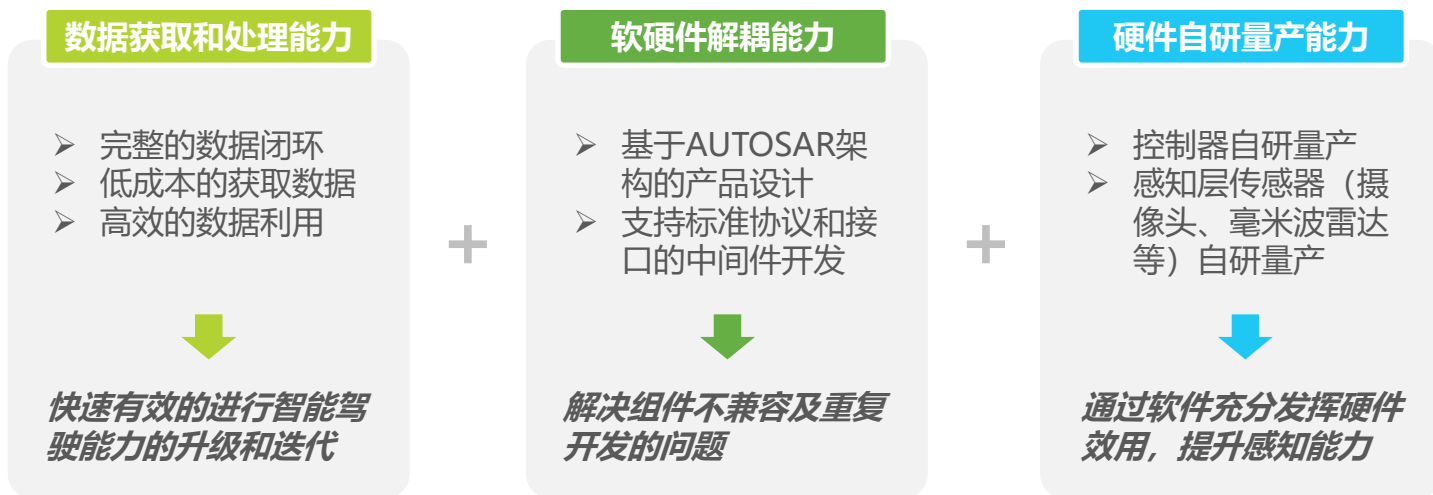 数据获取和处理能力
➢ 完整的数据闭环
➢ 低成本的获取数据
➢ 高效的数据利用
快速有效的进行智能驾
驶能力的升级和迭代
+
软硬件解耦能力
➢ 基于AUTOSAR架
构的产品设计
➢ 支持标准协议和接
口的中间件开发
解决组件不兼容及重复
开发的问题
+
硬件自研量产能力
➢ 控制器自研量产
➢ 感知层传感器（摄
像头、毫米波雷达
等）自研量产
通过软件充分发挥硬件
效用，提升感知能力